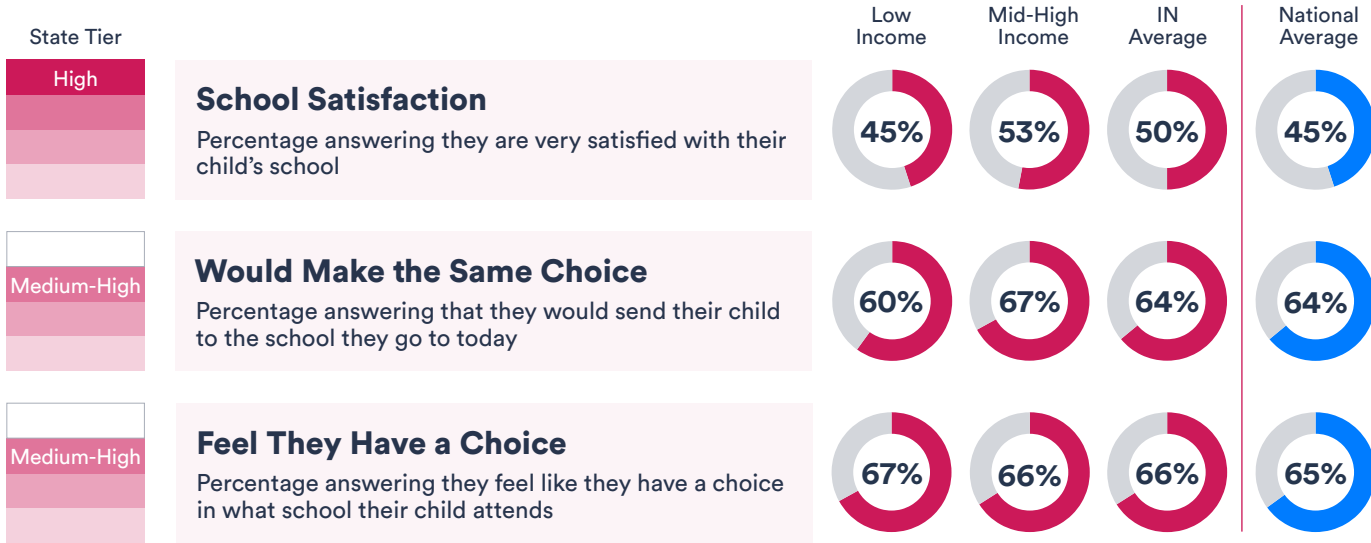 State Tier
Low
Income
Mid-High
Income
IN
Average
National
Average
High
School Satisfaction
Percentage answering they are very satisfied with their
child’s school
45%
53%
50%
45%
Medium-High
Would Make the Same Choice
Percentage answering that they would send their child
to the school they go to today
60%
67%
64%
64%
Medium-High
Feel They Have a Choice
Percentage answering they feel like they have a choice
in what school their child attends
67%
66%
66%
65%